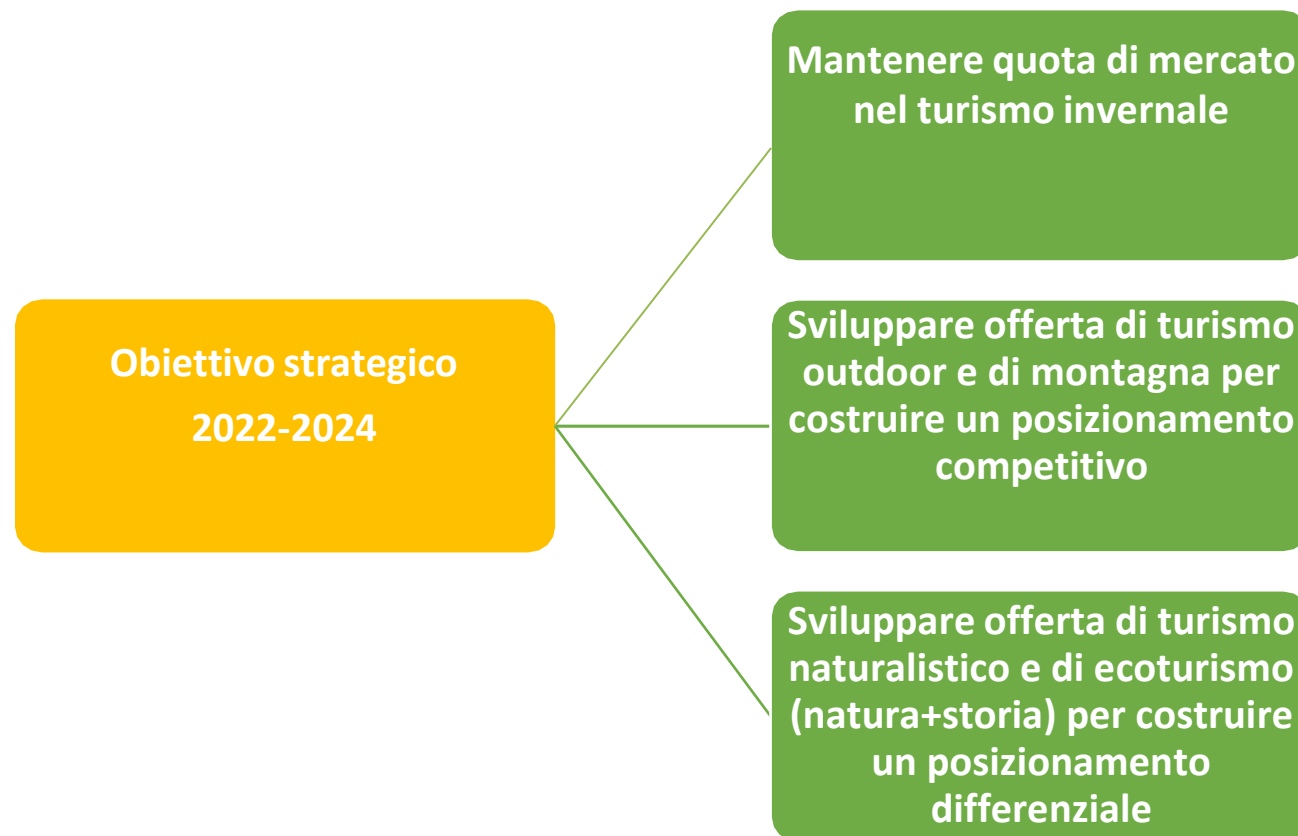 Obiettivo strategico
2022-2024
Mantenere quota di mercato
nel turismo invernale
Sviluppare offerta di turismo
outdoor e di montagna per
costruire un posizionamento
competitivo
Sviluppare offerta di turismo
naturalistico e di ecoturismo
(natura+storia) per costruire
un posizionamento
differenziale